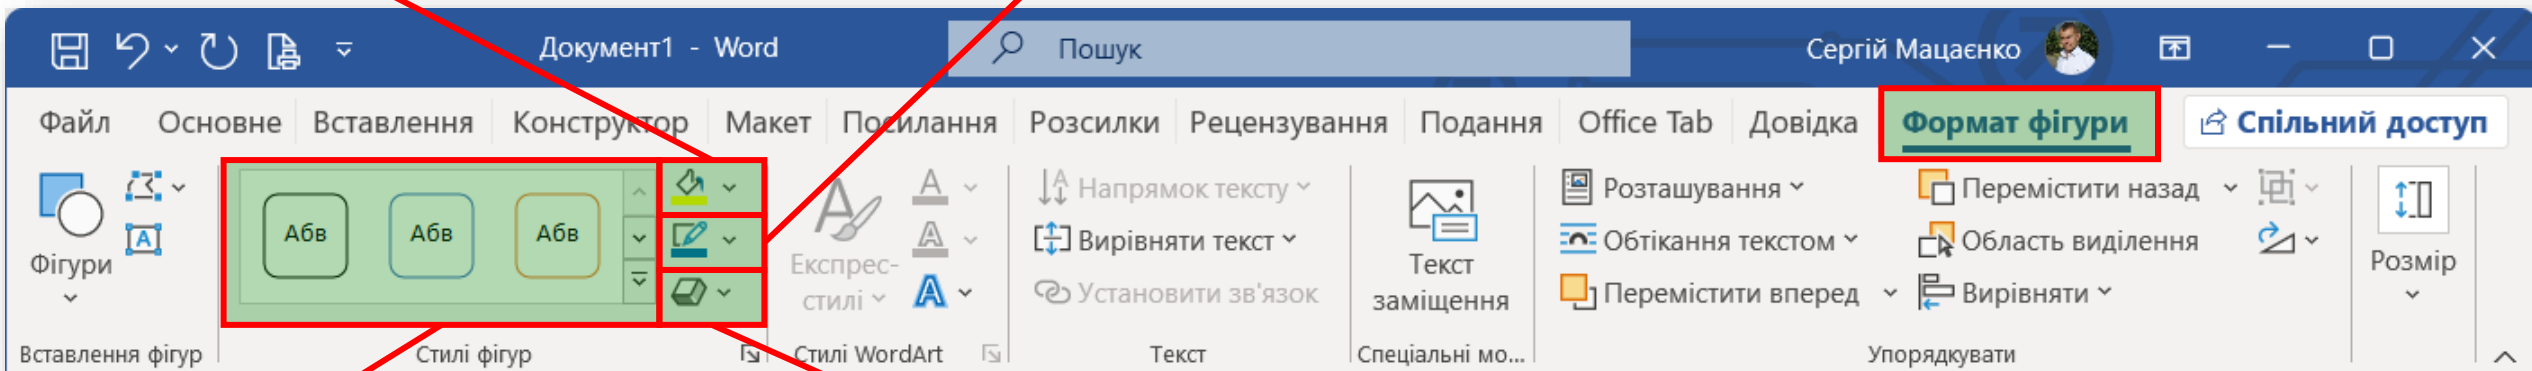 Документ1 - Word
Пошук
Сергій Мацаєнко
Файл Основне Вставлення Конструктор Макет Посилання Розсилки Рецензування Подання Office Tab Довідка Формат фігури Спільний доступ
Фігури
Вставлення фігур
Абв Абв Абв
Стилі фігур
Експрес-
стилі
Стилі WordArt
Напрямок тексту
Вирівняти текст
Установити зв'язок
Текст
Текст
заміщення
Спеціальні мо...
Розташування
Обтікання текстом
Перемістити вперед
Перемістити назад
Область виділення
Вирівняти
Упорядкувати
Розмір